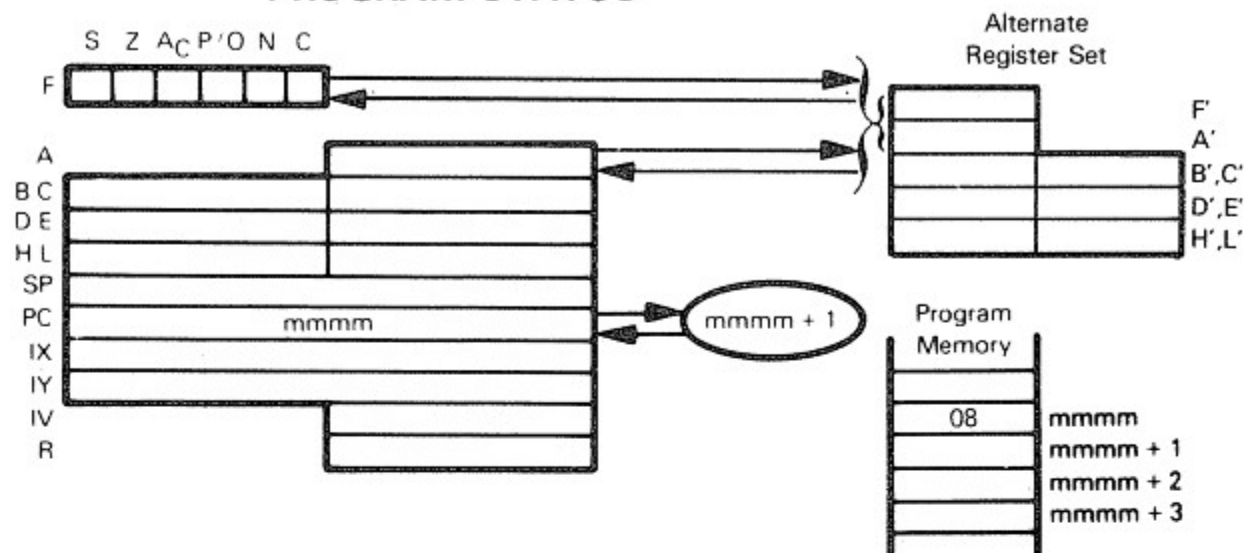 S Z AC P/O N C
F
A
B C
D E
H L
SP
PC
mmmm
IX
IY
IV
R
mmmm + 1
Alternate
Register Set
F'
A'
B',C'
D',E'
H',L'
Program
Memory
08
mmmm
mmmm + 1
mmmm + 2
mmmm + 3